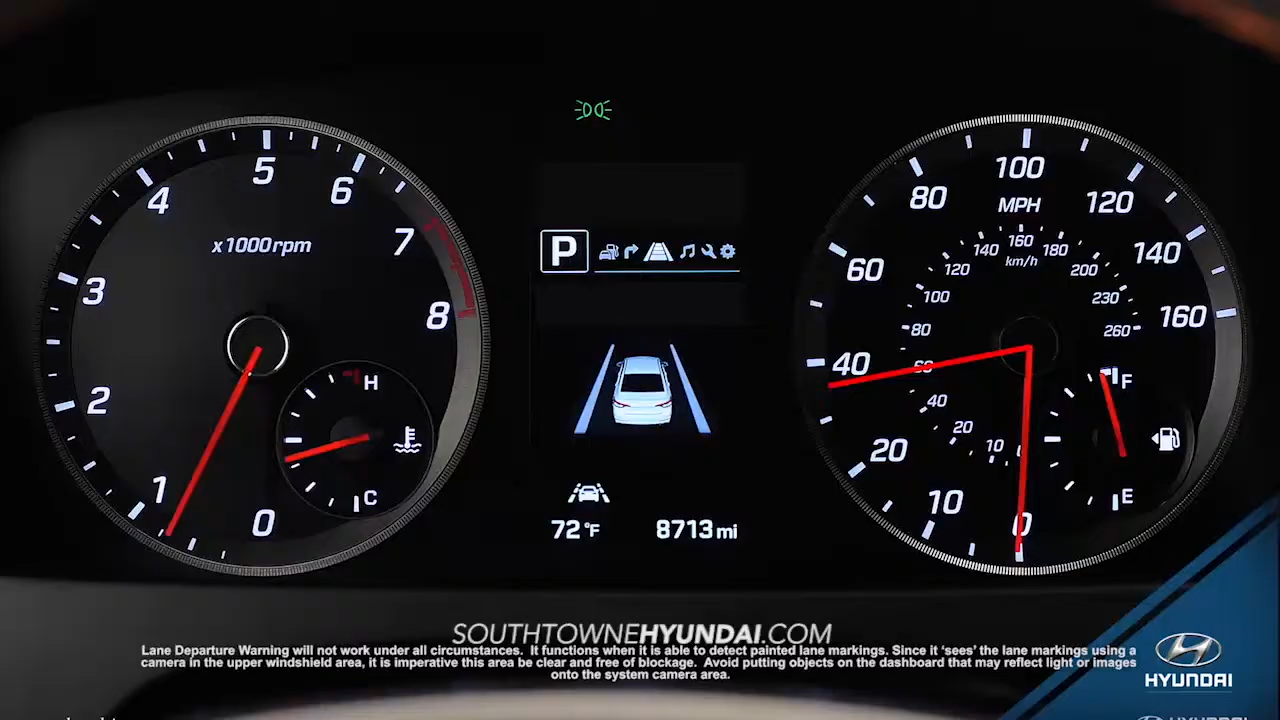 5
4
6
x1000rpm
7
3
8
2
H
1
C
0
P
72°F
8713 mi
100
80
MPH
120
160
140
180
km/h
60
140
120
200
100
230
160
80
260
40
60
F
40
20
20
10
0
10
E
0
SOUTHTOWNEHYUNDAI.COM
Lane Departure Warning will not work under all circumstances. It functions when it is able to detect painted lane markings. Since it 'sees' the lane markings using a
camera in the upper windshield area, it is imperative this area be clear and free of blockage. Avoid putting objects on the dashboard that may reflect light or images
onto the system camera area.
HYUNDAI
HYUNDAI